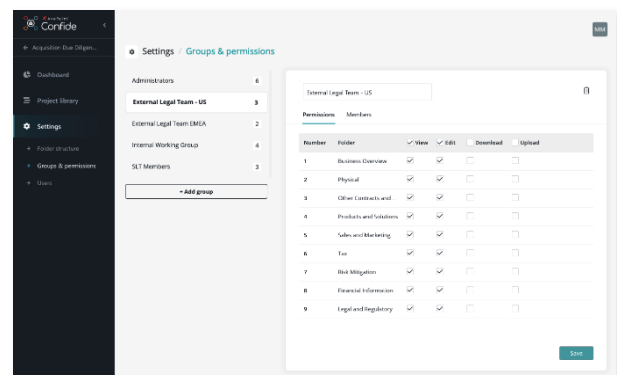 AvePoint
Confide
MM
Acquisition Due Diligen...
Settings / Groups & permissions
Dashboard
Project library
Settings
Folder structure
Groups & permissions
Users
Administrators 6
External Legal Team - US 3
External Legal Team EMEA 2
Internal Working Group 4
SLT Members 3
+ Add group
External Legal Team - US
Permissions Members
Number Folder View Edit Download Upload
1 Business Overview
2 Physical
3 Other Contracts and ...
4 Products and Solutions
5 Sales and Marketing
6 Tax
7 Risk Mitigation
8 Financial Information
9 Legal and Regulatory
Save